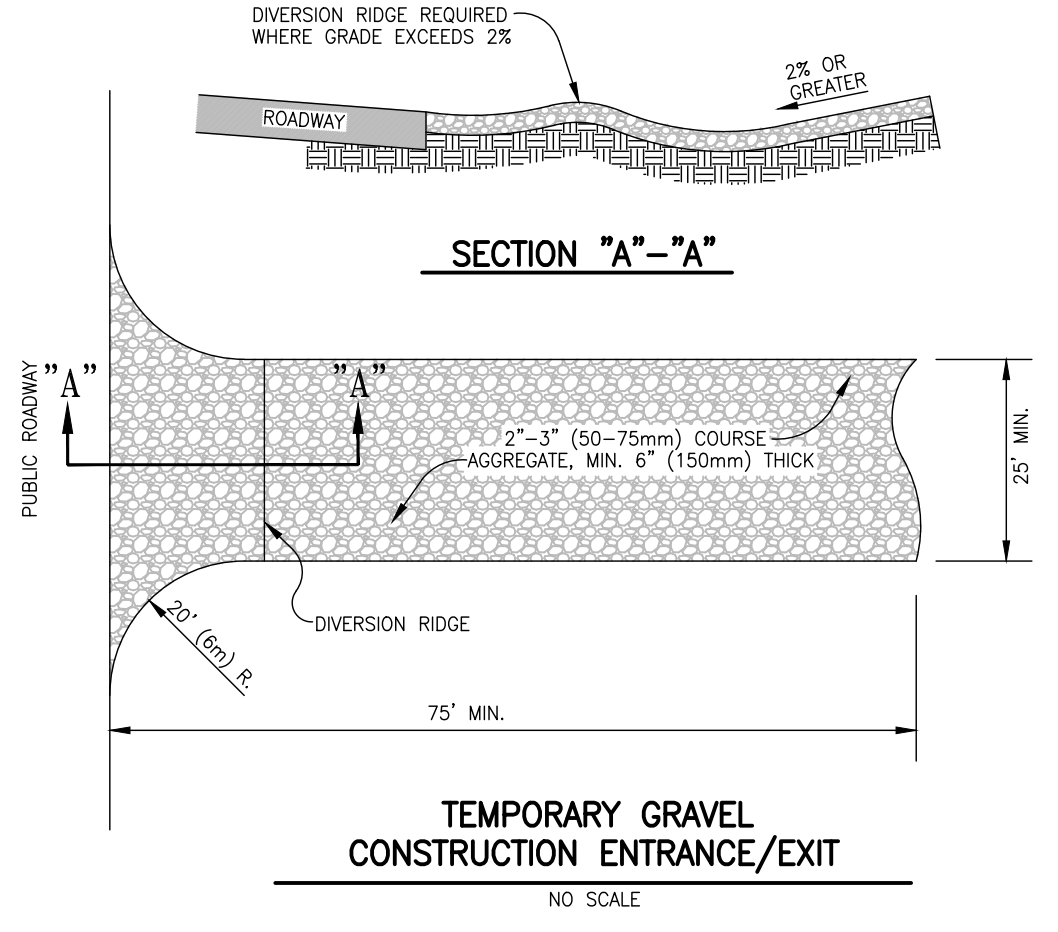 DIVERSION RIDGE REQUIRED
WHERE GRADE EXCEEDS 2%
2% OR
GREATER
ROADWAY
SECTION "A"-"A"
PUBLIC ROADWAY
"A"
"A"
2"-3" (50-75mm) COURSE
AGGREGATE, MIN. 6" (150mm) THICK
25' MIN.
DIVERSION RIDGE
20' (6m) R.
75' MIN.
TEMPORARY GRAVEL
CONSTRUCTION ENTRANCE/EXIT
NO SCALE